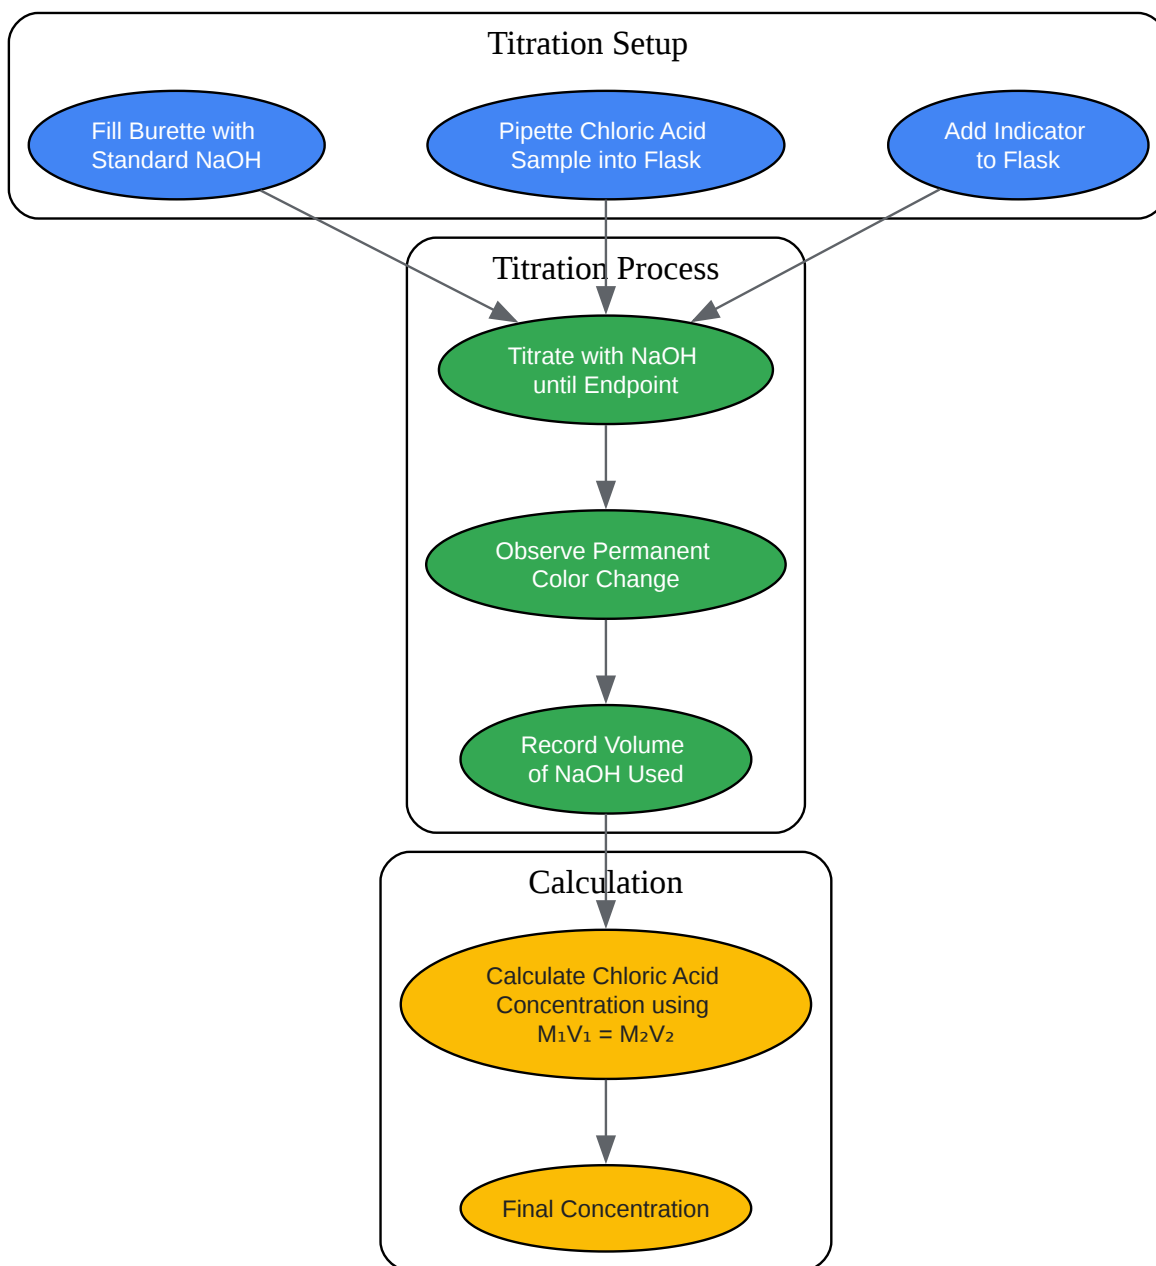 Titration Setup
Fill Burette with
Standard NaOH
Pipette Chloric Acid
Sample into Flask
Add Indicator
to Flask
Titration Process
Titrate with NaOH
until Endpoint
Observe Permanent
Color Change
Record Volume
of NaOH Used
Calculation
Calculate Chloric Acid
Concentration using
M₁V₁ = M₂V₂
Final Concentration